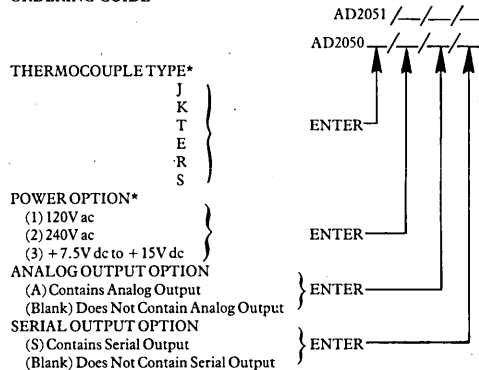 AD2051 / / /
AD2050 / / /
THERMOCOUPLE TYPE*
J
K
T
E
R
S
ENTER
POWER OPTION*
(1) 120V ac
(2) 240V ac
(3) +7.5V dc to +15V dc
ENTER
ANALOG OUTPUT OPTION
(A) Contains Analog Output
(Blank) Does Not Contain Analog Output
ENTER
SERIAL OUTPUT OPTION
(S) Contains Serial Output
(Blank) Does Not Contain Serial Output
ENTER